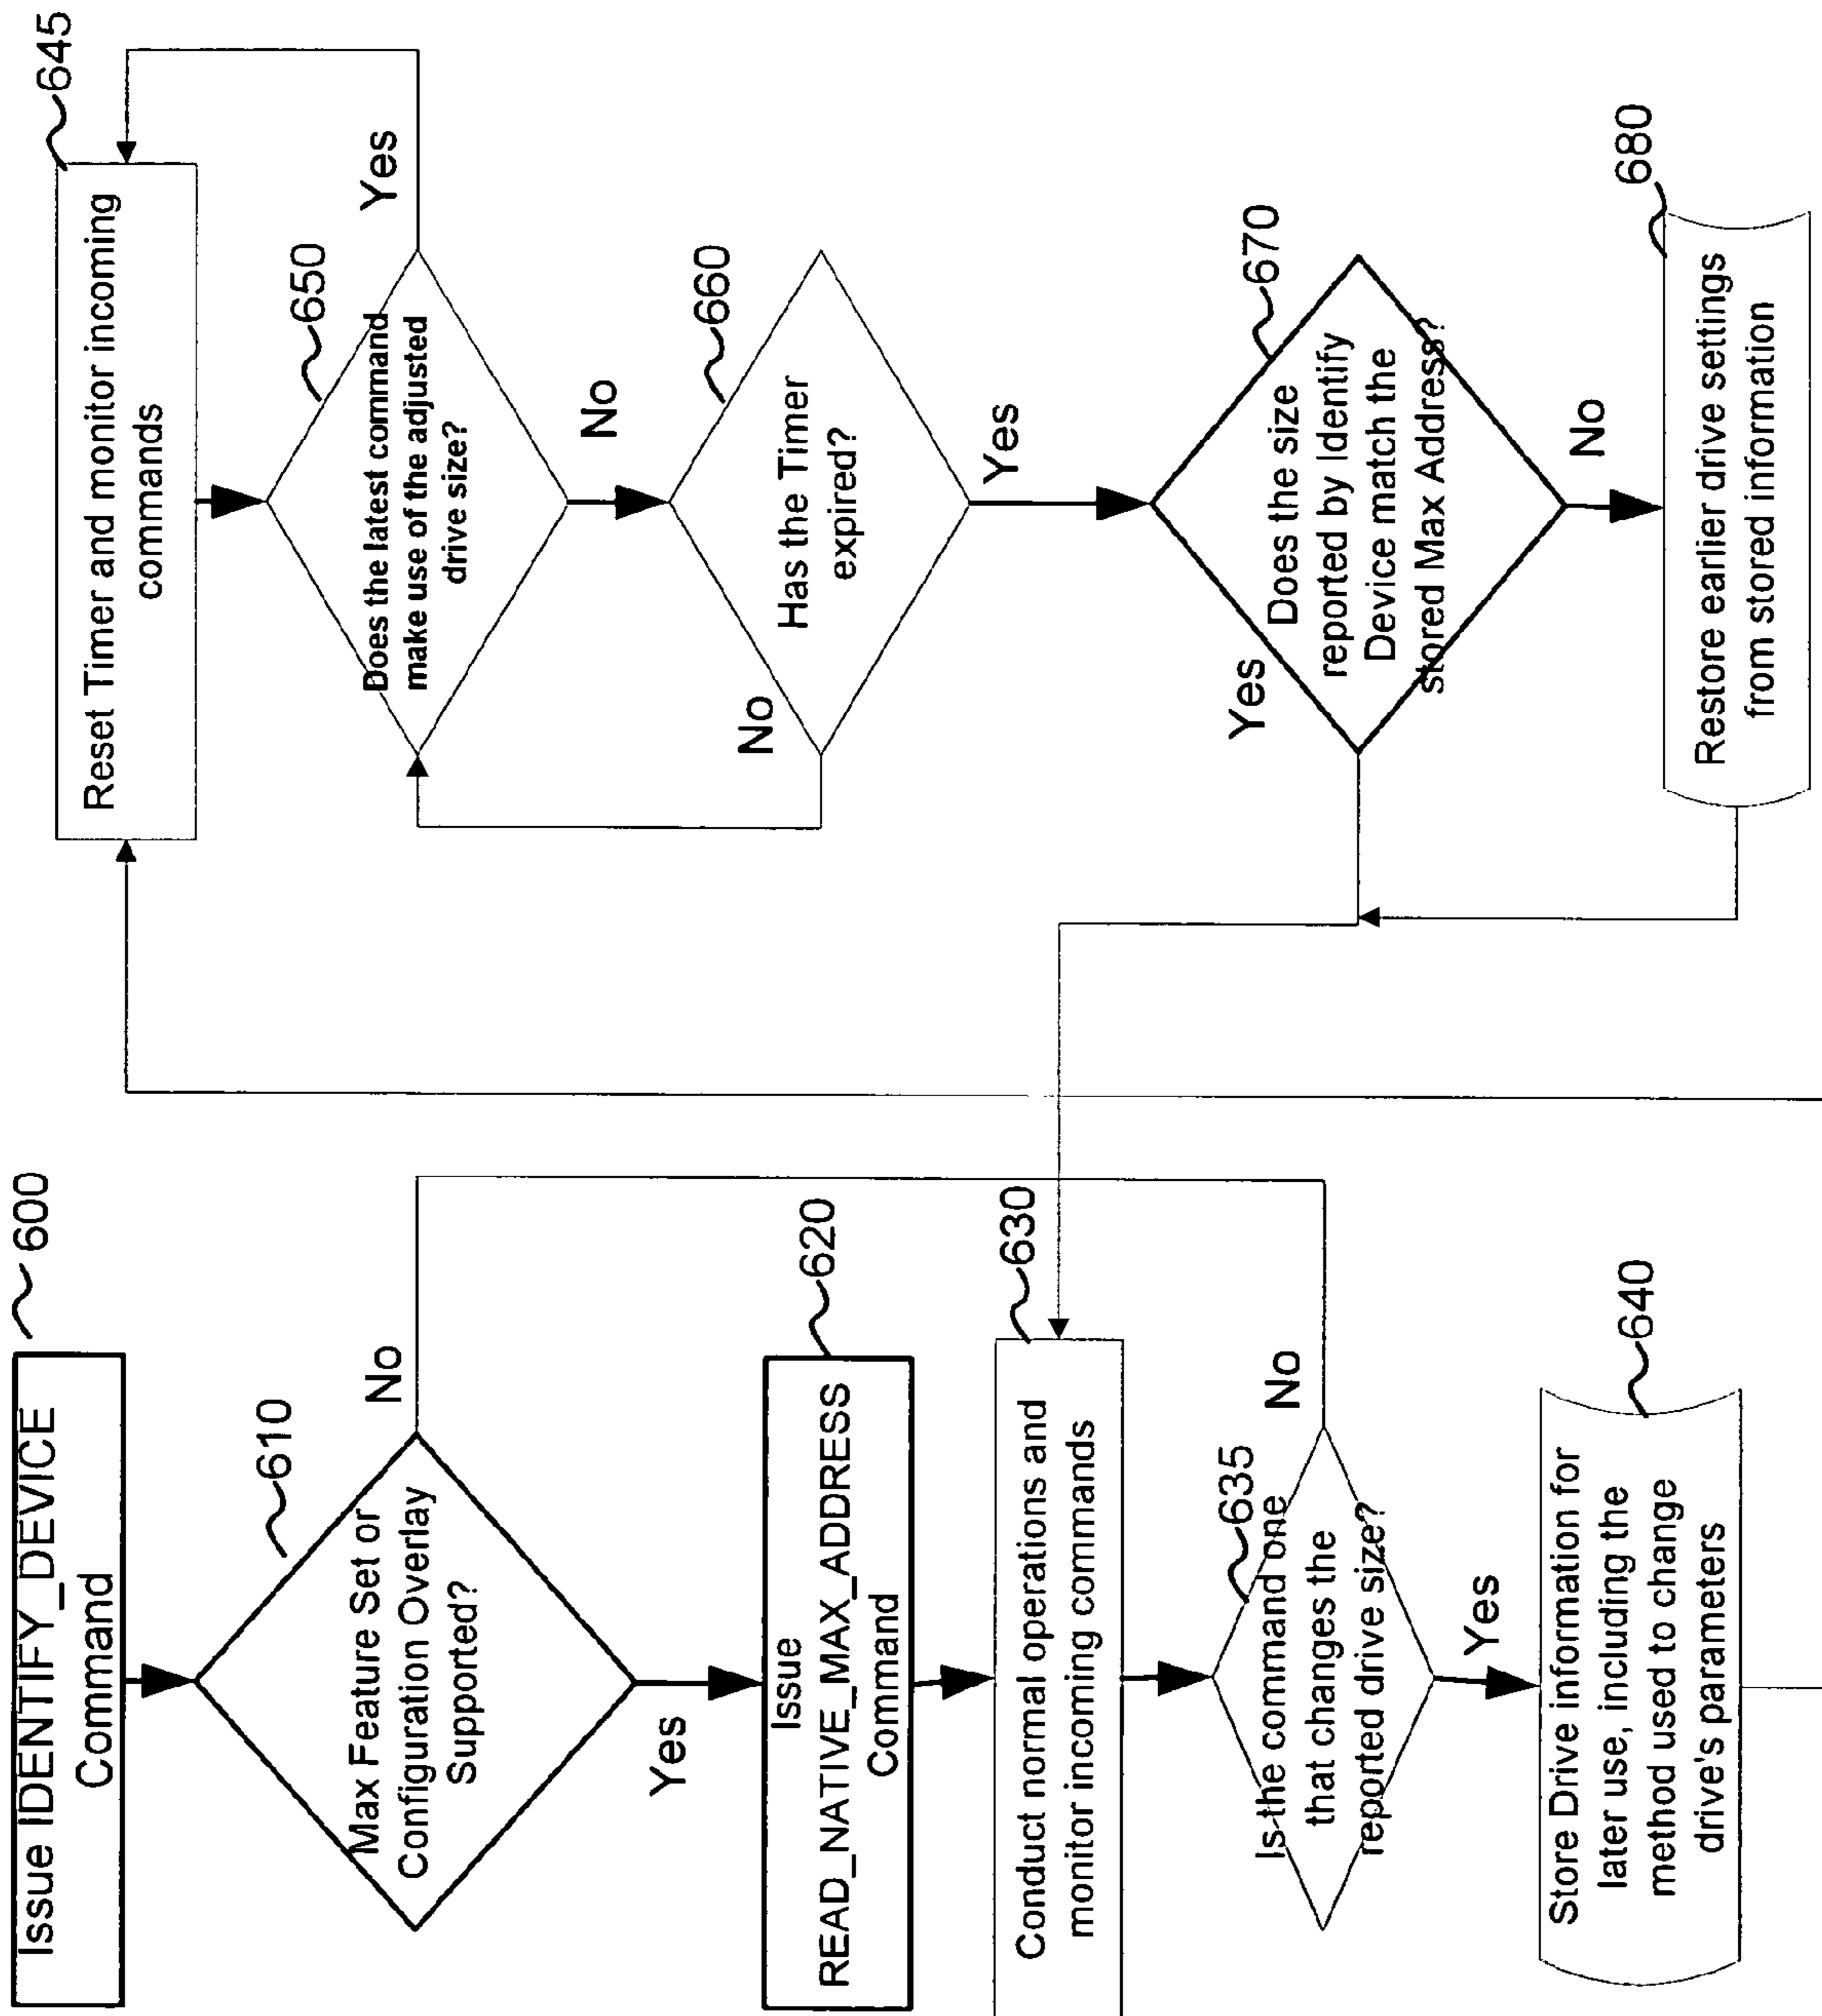 600
Issue IDENTIFY_DEVICE
Command
610
Max Feature Set or
Configuration Overlay
Supported?
No
Yes
620
Issue
READ_NATIVE_MAX_ADDRESS
Command
630
Conduct normal operations and
monitor incoming commands
635
Is the command one
that changes the
reported drive size?
No
Yes
640
Store Drive information for
later use, including the
method used to change
drive's parameters
645
Reset Timer and monitor incoming
commands
650
Does the latest command
make use of the adjusted
drive size?
Yes
No
660
Has the Timer
expired?
No
Yes
670
Does the size
reported by Identify
Device match the
stored Max Address?
Yes
No
680
Restore earlier drive settings
from stored information